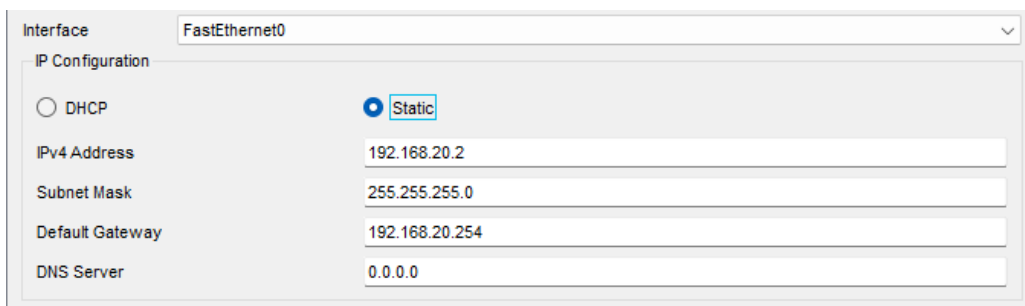 Interface FastEthernet0
IP Configuration
DHCP Static
IPv4 Address 192.168.20.2
Subnet Mask 255.255.255.0
Default Gateway 192.168.20.254
DNS Server 0.0.0.0